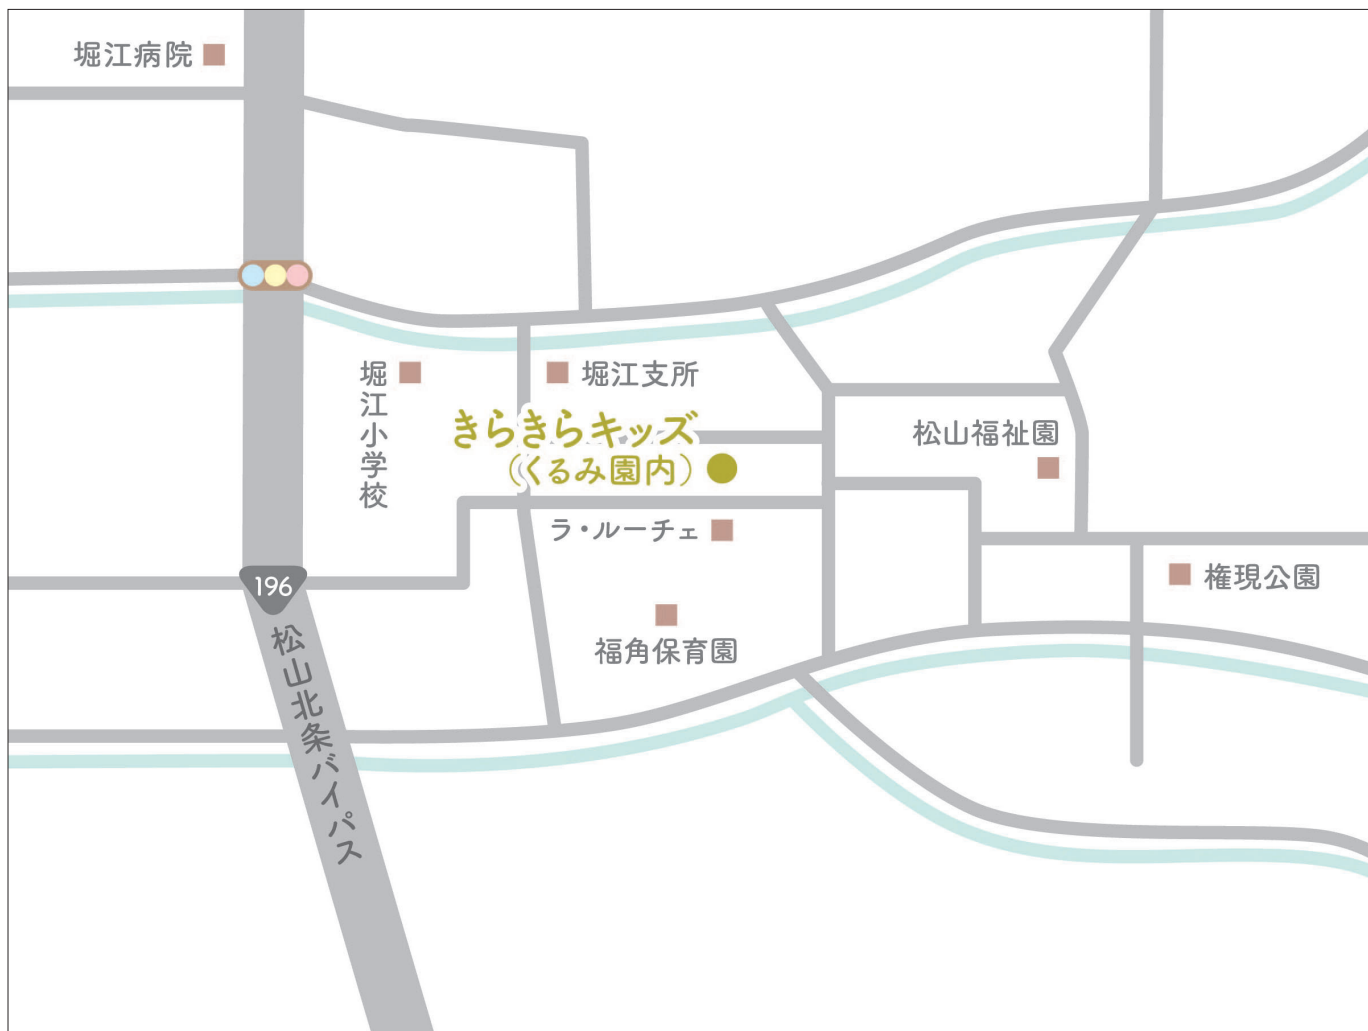 堀江病院
堀江小学校
堀江支所
きらきらキッズ
（くるみ園内）
松山福祉園
ラ・ルーチェ
権現公園
196
福角保育園
松山北条バイパス